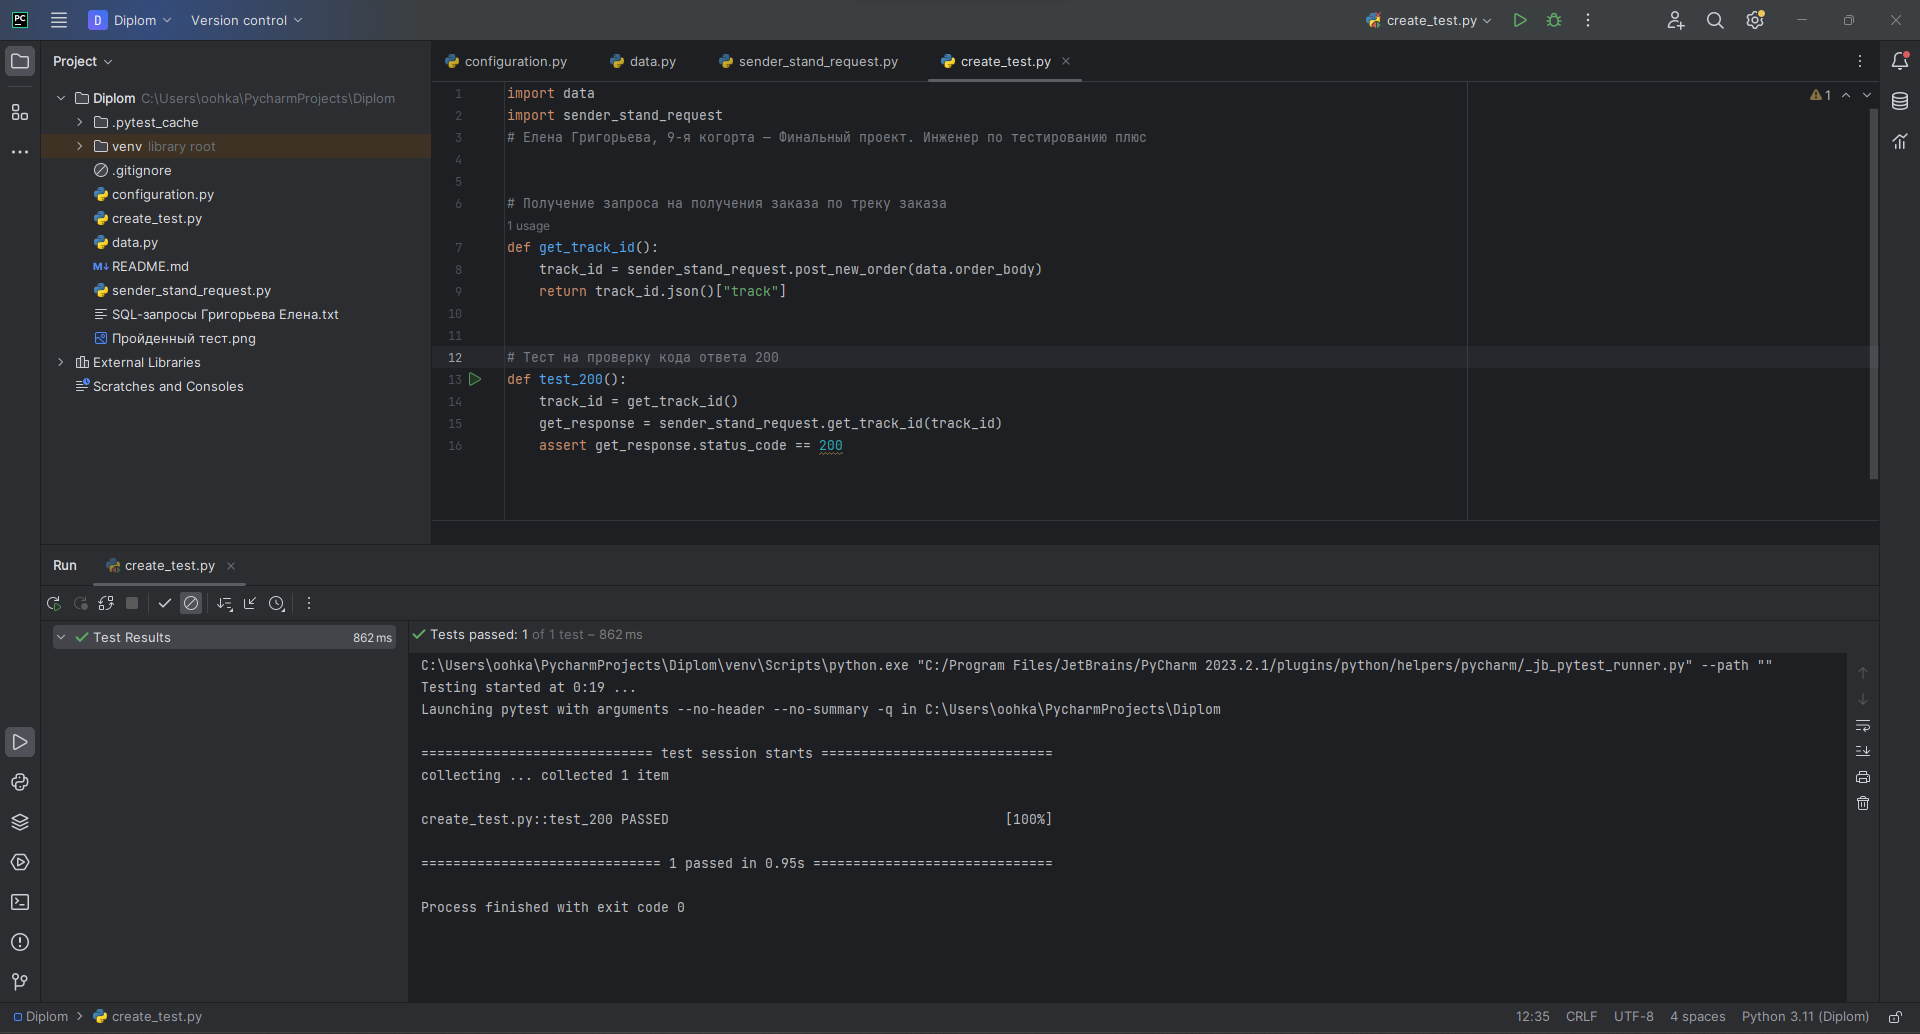 PC
D Diplom
Version control
create_test.py
Project
configuration.py
data.py
sender_stand_request.py
create_test.py
Diplom C:\Users\oohka\PycharmProjects\Diplom
.pytest_cache
venv library root
.gitignore
configuration.py
create_test.py
data.py
M↓ README.md
sender_stand_request.py
SQL-запросы Григорьева Елена.txt
Пройденный тест.png
External Libraries
Scratches and Consoles
1 import data
2 import sender_stand_request
3 # Елена Григорьева, 9-я когорта — Финальный проект. Инженер по тестированию плюс
4
5
6 # Получение запроса на получения заказа по треку заказа
1 usage
7 def get_track_id():
8 track_id = sender_stand_request.post_new_order(data.order_body)
9 return track_id.json()["track"]
10
11
12 # Тест на проверку кода ответа 200
13 def test_200():
14 track_id = get_track_id()
15 get_response = sender_stand_request.get_track_id(track_id)
16 assert get_response.status_code == 200
1
Run
create_test.py
Test Results 862 ms
Tests passed: 1 of 1 test – 862 ms
C:\Users\oohka\PycharmProjects\Diplom\venv\Scripts\python.exe "C:/Program Files/JetBrains/PyCharm 2023.2.1/plugins/python/helpers/pycharm/_jb_pytest_runner.py" --path ""
Testing started at 0:19 ...
Launching pytest with arguments --no-header --no-summary -q in C:\Users\oohka\PycharmProjects\Diplom
============================= test session starts =============================
collecting ... collected 1 item
create_test.py::test_200 PASSED [100%]
============================== 1 passed in 0.95s ==============================
Process finished with exit code 0
Diplom > create_test.py
12:35 CRLF UTF-8 4 spaces Python 3.11 (Diplom)